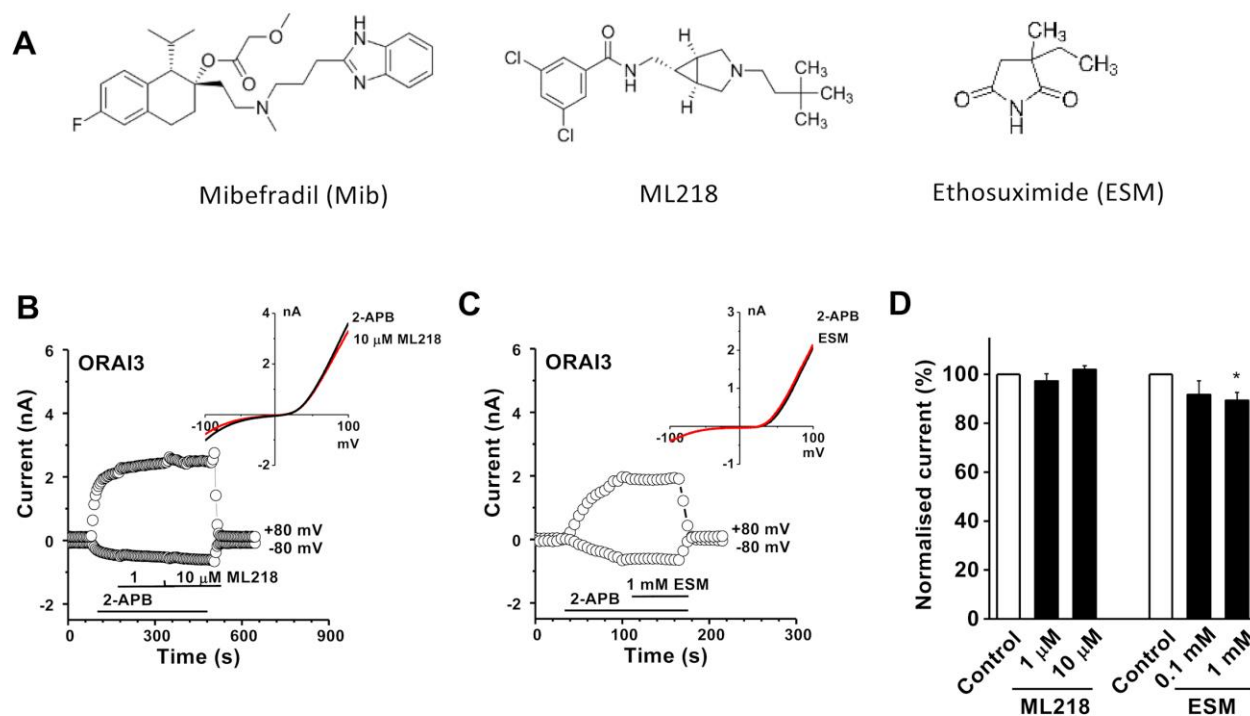 A
F
O
O
O
N
H
N
N
Mibefradil (Mib)
Cl
Cl
O
NH
H
H
N
CH3
CH3
CH3
ML218
CH3
CH3
O
N
H
O
Ethosuximide (ESM)
B
ORAI3
Current (nA)
6
4
2
0
-2
0
300
600
900
Time (s)
+80 mV
-80 mV
1
10 μM ML218
2-APB
nA
4
2
-2
-100
100
mV
2-APB
10 μM ML218
C
ORAI3
Current (nA)
6
4
2
0
-2
0
100
200
300
Time (s)
+80 mV
-80 mV
1 mM ESM
2-APB
nA
3
2
1
-1
-100
100
mV
2-APB
ESM
D
Normalised current (%)
100
80
60
40
20
0
*
Control
1 μM
10 μM
Control
0.1 mM
1 mM
ML218
ESM